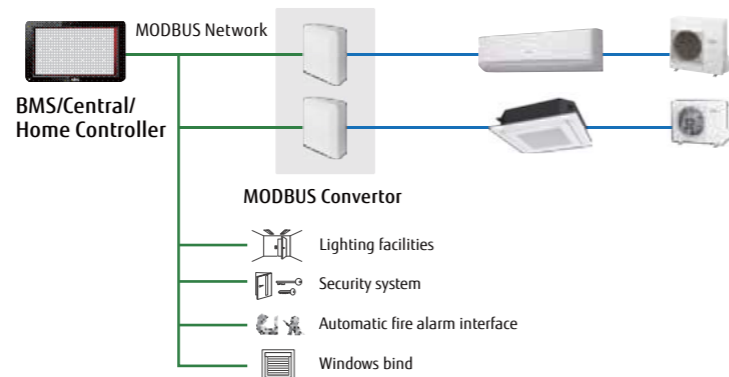 MODBUS Network
BMS/Central/
Home Controller
MODBUS Convertor
Lighting facilities
Security system
Automatic fire alarm interface
Windows bind